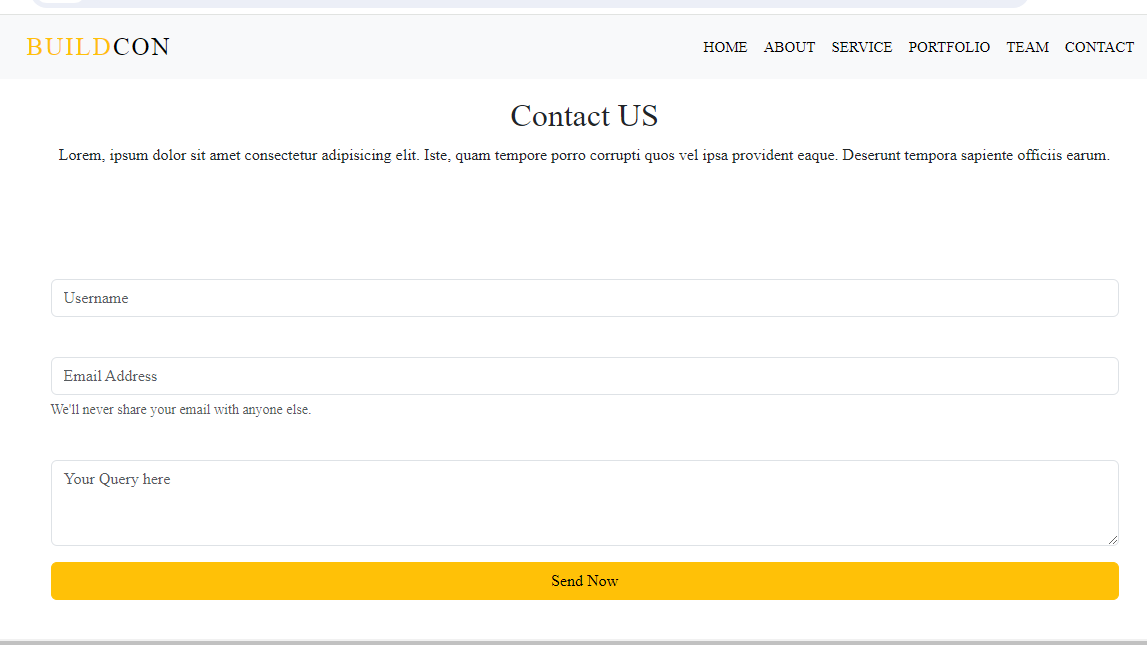 BUILDCON
HOME ABOUT SERVICE PORTFOLIO TEAM CONTACT
Contact US
Lorem, ipsum dolor sit amet consectetur adipisicing elit. Iste, quam tempore porro corrupti quos vel ipsa provident eaque. Deserunt tempora sapiente officiis earum.
Username
Email Address
We'll never share your email with anyone else.
Your Query here
Send Now